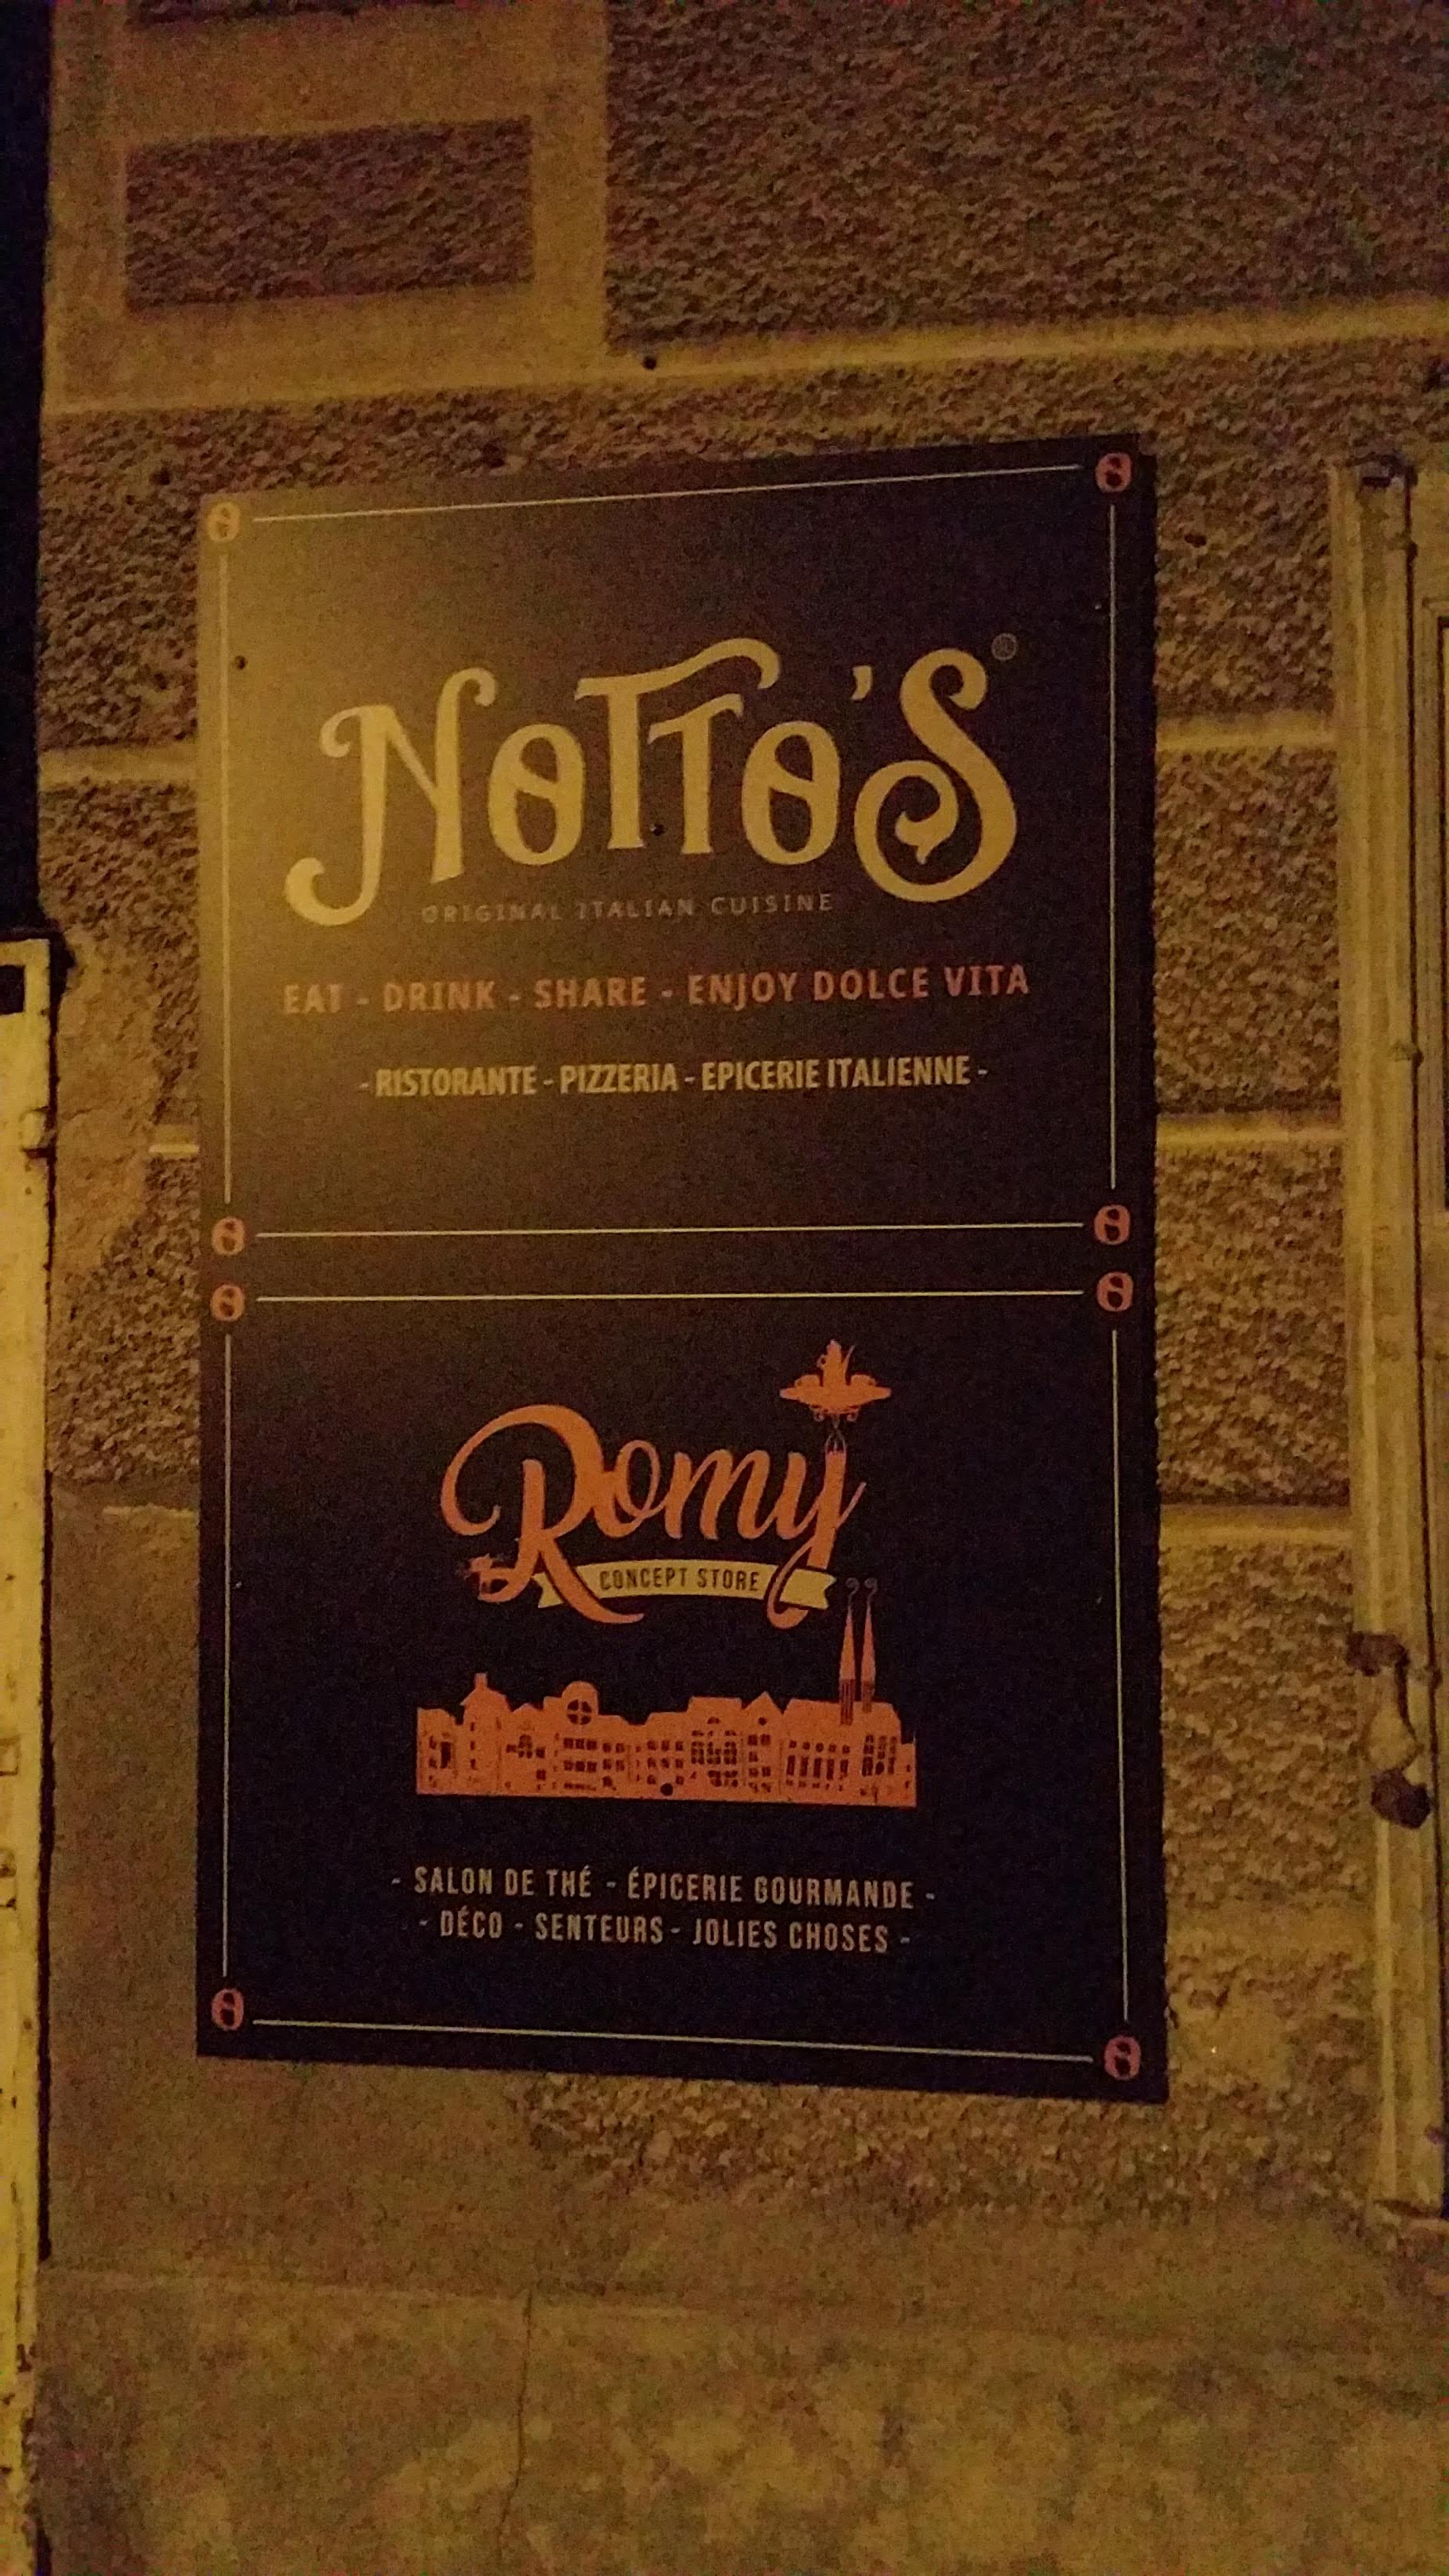 NOTTO'S ®
ORIGINAL ITALIAN CUISINE
EAT - DRINK - SHARE - ENJOY DOLCE VITA
- RISTORANTE - PIZZERIA - EPICERIE ITALIENNE -
Romy
CONCEPT STORE
- SALON DE THÉ - ÉPICERIE GOURMANDE -
- DÉCO - SENTEURS - JOLIES CHOSES -